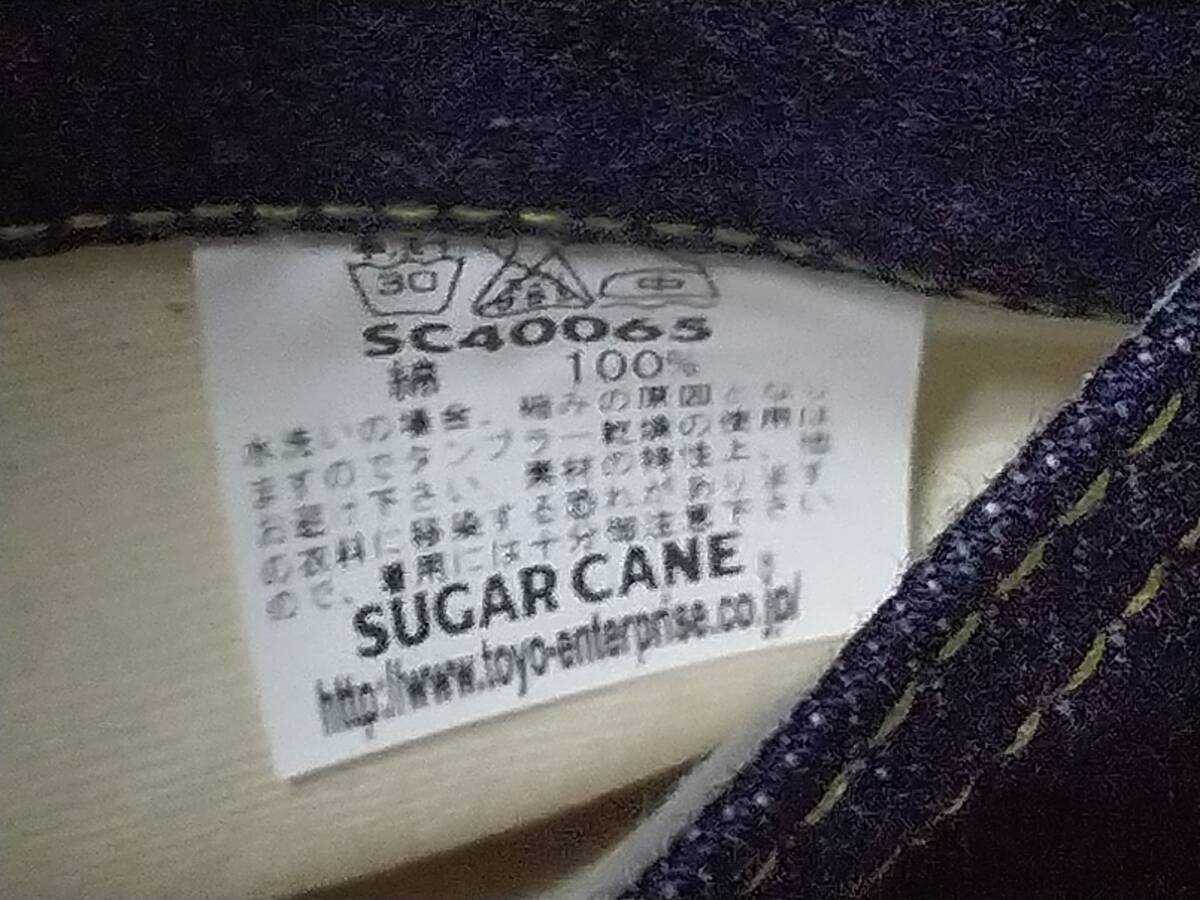 30 中
SC40065
綿 100%
水洗いの場合、縮みの原因となり
ますのでタンブラー乾燥の使用は
お避け下さい、素材の特性上、他
の衣料に移染する恐れがあります
ので、着用には十分御注意下さい
SUGAR CANE
http://www.toyo-enterprise.co.jp/